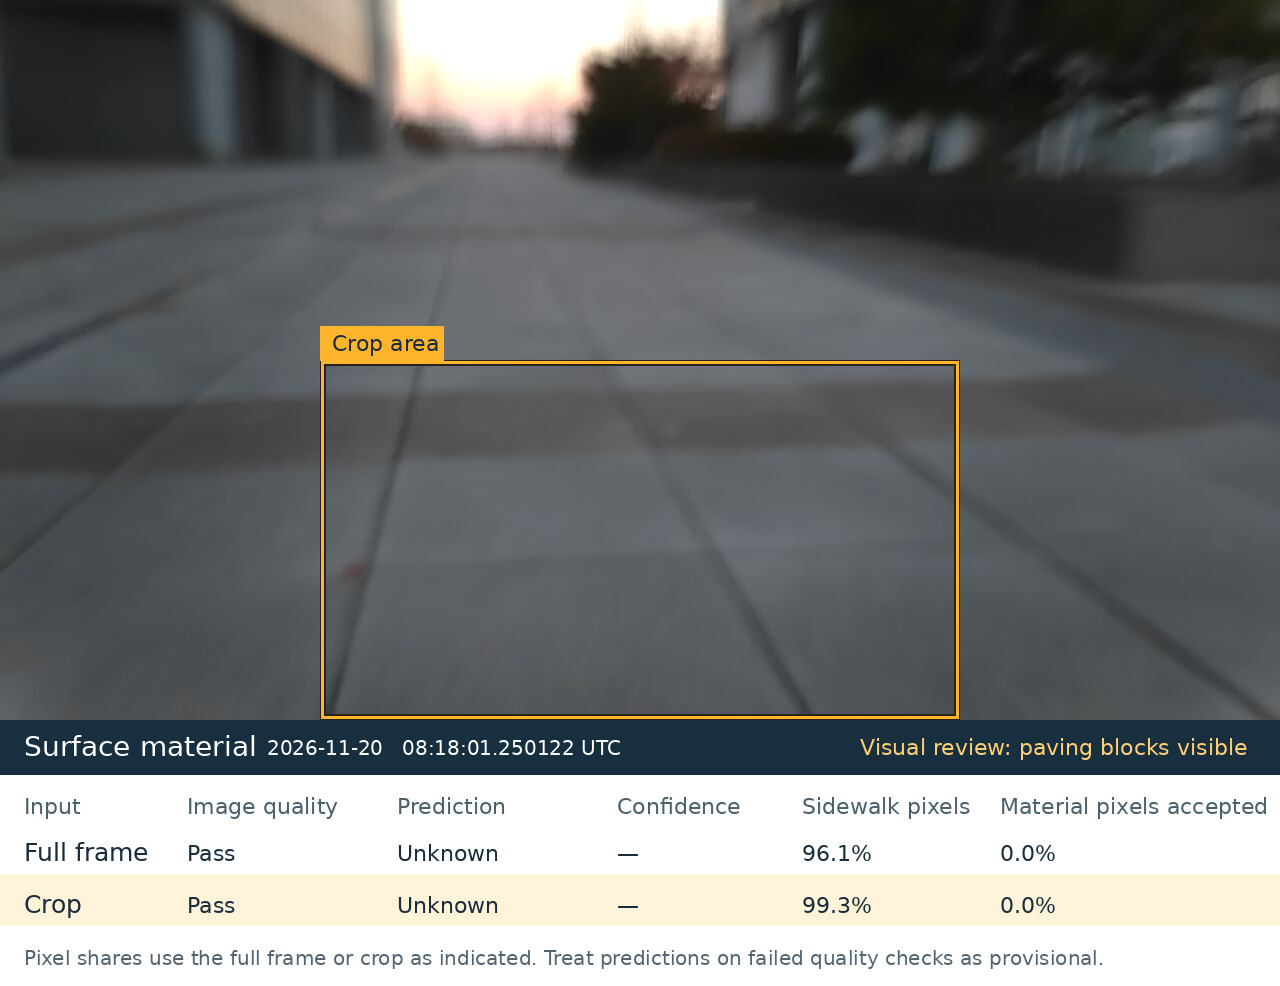 Crop area
Surface material 2026-11-20 08:18:01.250122 UTC Visual review: paving blocks visible
Input Image quality Prediction Confidence Sidewalk pixels Material pixels accepted
Full frame Pass Unknown — 96.1% 0.0%
Crop Pass Unknown — 99.3% 0.0%
Pixel shares use the full frame or crop as indicated. Treat predictions on failed quality checks as provisional.